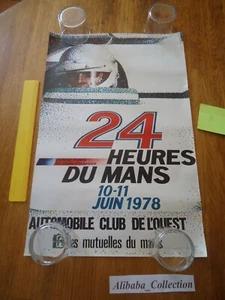 24
HEURES
DU MANS
10-11
JUIN 1978
AUTOMOBILE CLUB DE L'OUEST
les mutuelles du mans
Alibaba_Collection